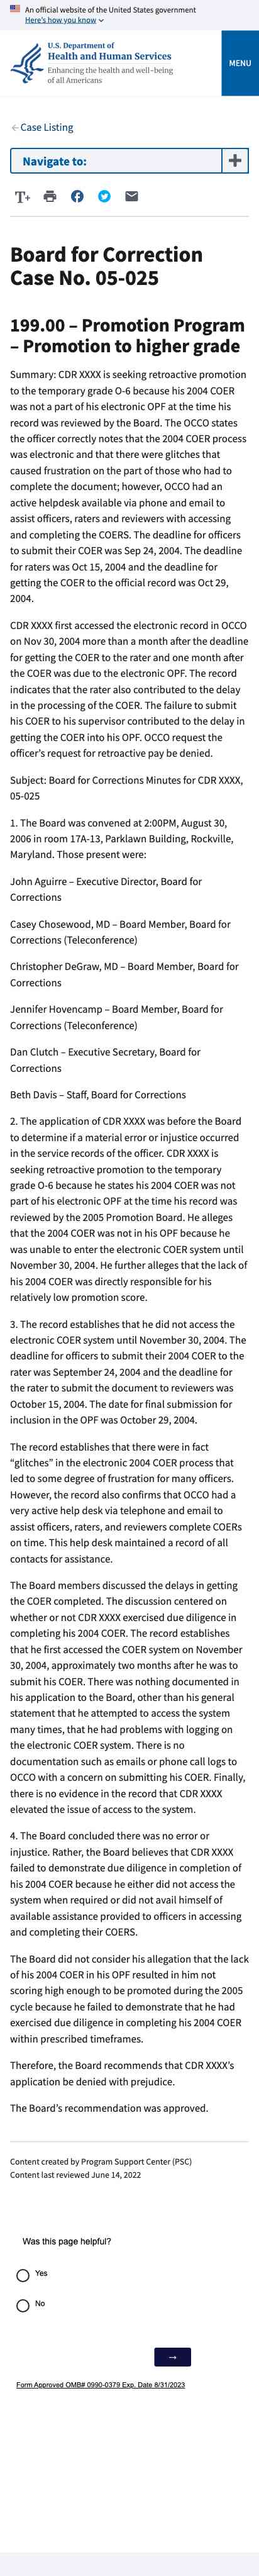 An official website of the United States government
Here's how you know
U.S. Department of
Health and Human Services
Enhancing the health and well-being
of all Americans
MENU
Case Listing
Navigate to:
T+
Board for Correction
Case No. 05-025
199.00 – Promotion Program
– Promotion to higher grade
Summary: CDR XXXX is seeking retroactive promotion
to the temporary grade O-6 because his 2004 COER
was not a part of his electronic OPF at the time his
record was reviewed by the Board. The OCCO states
the officer correctly notes that the 2004 COER process
was electronic and that there were glitches that
caused frustration on the part of those who had to
complete the document; however, OCCO had an
active helpdesk available via phone and email to
assist officers, raters and reviewers with accessing
and completing the COERS. The deadline for officers
to submit their COER was Sep 24, 2004. The deadline
for raters was Oct 15, 2004 and the deadline for
getting the COER to the official record was Oct 29,
2004.
CDR XXXX first accessed the electronic record in OCCO
on Nov 30, 2004 more than a month after the deadline
for getting the COER to the rater and one month after
the COER was due to the electronic OPF. The record
indicates that the rater also contributed to the delay
in the processing of the COER. The failure to submit
his COER to his supervisor contributed to the delay in
getting the COER into his OPF. OCCO request the
officer's request for retroactive pay be denied.
Subject: Board for Corrections Minutes for CDR XXXX,
05-025
1. The Board was convened at 2:00PM, August 30,
2006 in room 17A-13, Parklawn Building, Rockville,
Maryland. Those present were:
John Aguirre – Executive Director, Board for
Corrections
Casey Chosewood, MD – Board Member, Board for
Corrections (Teleconference)
Christopher DeGraw, MD – Board Member, Board for
Corrections
Jennifer Hovencamp – Board Member, Board for
Corrections (Teleconference)
Dan Clutch – Executive Secretary, Board for
Corrections
Beth Davis – Staff, Board for Corrections
2. The application of CDR XXXX was before the Board
to determine if a material error or injustice occurred
in the service records of the officer. CDR XXXX is
seeking retroactive promotion to the temporary
grade O-6 because he states his 2004 COER was not
part of his electronic OPF at the time his record was
reviewed by the 2005 Promotion Board. He alleges
that the 2004 COER was not in his OPF because he
was unable to enter the electronic COER system until
November 30, 2004. He further alleges that the lack of
his 2004 COER was directly responsible for his
relatively low promotion score.
3. The record establishes that he did not access the
electronic COER system until November 30, 2004. The
deadline for officers to submit their 2004 COER to the
rater was September 24, 2004 and the deadline for
the rater to submit the document to reviewers was
October 15, 2004. The date for final submission for
inclusion in the OPF was October 29, 2004.
The record establishes that there were in fact
“glitches” in the electronic 2004 COER process that
led to some degree of frustration for many officers.
However, the record also confirms that OCCO had a
very active help desk via telephone and email to
assist officers, raters, and reviewers complete COERs
on time. This help desk maintained a record of all
contacts for assistance.
The Board members discussed the delays in getting
the COER completed. The discussion centered on
whether or not CDR XXXX exercised due diligence in
completing his 2004 COER. The record establishes
that he first accessed the COER system on November
30, 2004, approximately two months after he was to
submit his COER. There was nothing documented in
his application to the Board, other than his general
statement that he attempted to access the system
many times, that he had problems with logging on
the electronic COER system. There is no
documentation such as emails or phone call logs to
OCCO with a concern on submitting his COER. Finally,
there is no evidence in the record that CDR XXXX
elevated the issue of access to the system.
4. The Board concluded there was no error or
injustice. Rather, the Board believes that CDR XXXX
failed to demonstrate due diligence in completion of
his 2004 COER because he either did not access the
system when required or did not avail himself of
available assistance provided to officers in accessing
and completing their COERS.
The Board did not consider his allegation that the lack
of his 2004 COER in his OPF resulted in him not
scoring high enough to be promoted during the 2005
cycle because he failed to demonstrate that he had
exercised due diligence in completing his 2004 COER
within prescribed timeframes.
Therefore, the Board recommends that CDR XXXX's
application be denied with prejudice.
The Board's recommendation was approved.
Content created by Program Support Center (PSC)
Content last reviewed June 14, 2022
Was this page helpful?
Yes
No
→
Form Approved OMB# 0990-0379 Exp. Date 8/31/2023